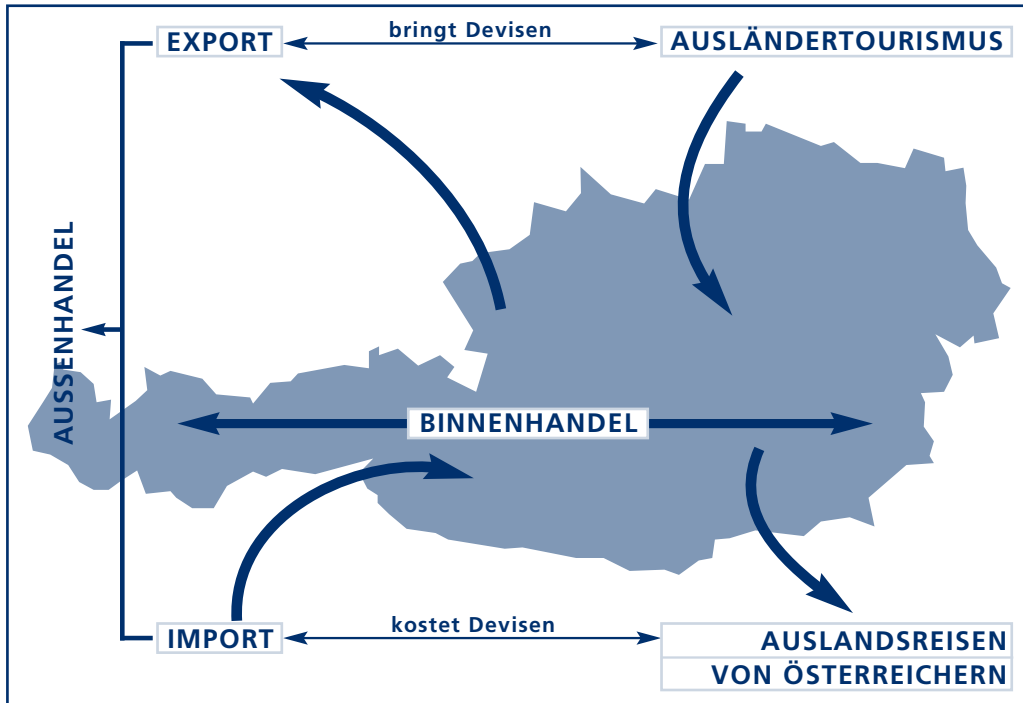 EXPORT
bringt Devisen
AUSLÄNDERTOURISMUS
AUSSENHANDEL
BINNENHANDEL
IMPORT
kostet Devisen
AUSLANDSREISEN
VON ÖSTERREICHERN